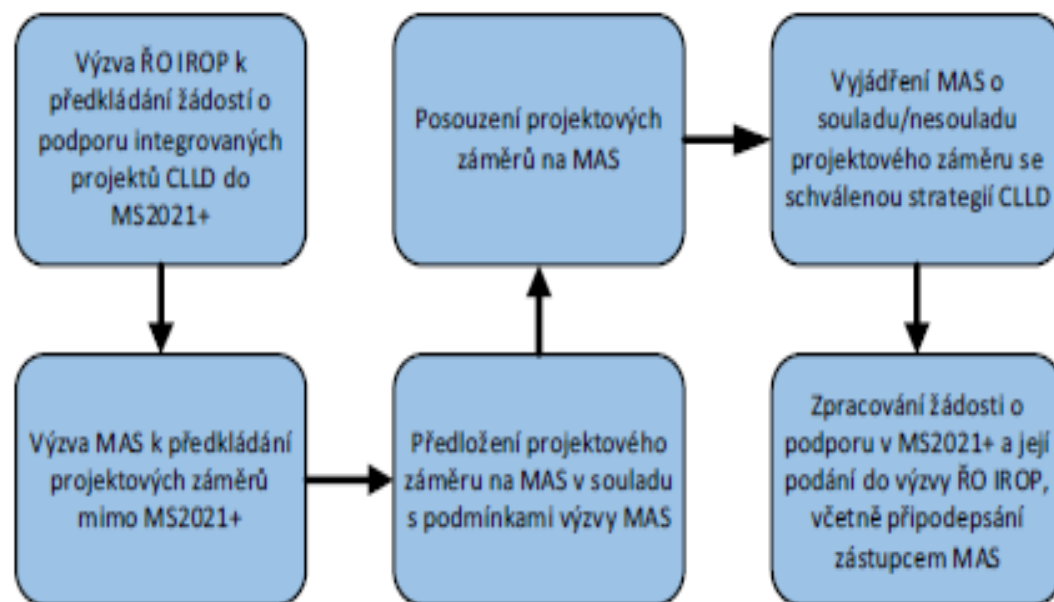 Výzva ŘO IROP k
předkládání žádostí o
podporu integrovaných
projektů CLLD do
MS2021+
Výzva MAS k předkládání
projektových záměrů
mimo MS2021+
Předložení projektového
záměru na MAS v souladu
s podmínkami výzvy MAS
Posouzení projektových
záměrů na MAS
Vyjádření MAS o
souladu/nesouladu
projektového záměru se
schválenou strategií CLLD
Zpracování žádosti o
podporu v MS2021+ a její
podání do výzvy ŘO IROP,
včetně připodepsání
zástupcem MAS